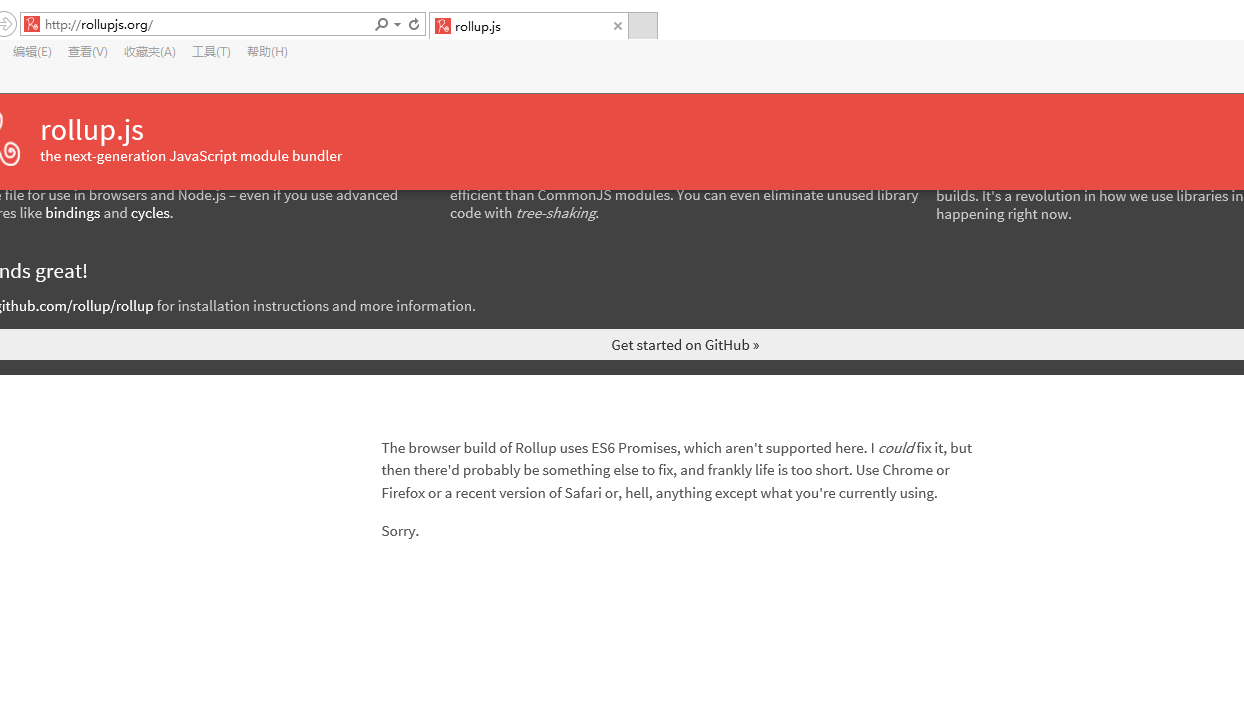 http://rollupjs.org/
rollup.js
编辑(E) 查看(V) 收藏夹(A) 工具(T) 帮助(H)
rollup.js
the next-generation JavaScript module bundler
file for use in browsers and Node.js – even if you use advanced
like bindings and cycles.
efficient than CommonJS modules. You can even eliminate unused library
code with tree-shaking.
builds. It's a revolution in how we use libraries in
happening right now.
great!
github.com/rollup/rollup for installation instructions and more information.
Get started on GitHub »
The browser build of Rollup uses ES6 Promises, which aren't supported here. I could fix it, but
then there'd probably be something else to fix, and frankly life is too short. Use Chrome or
Firefox or a recent version of Safari or, hell, anything except what you're currently using.
Sorry.